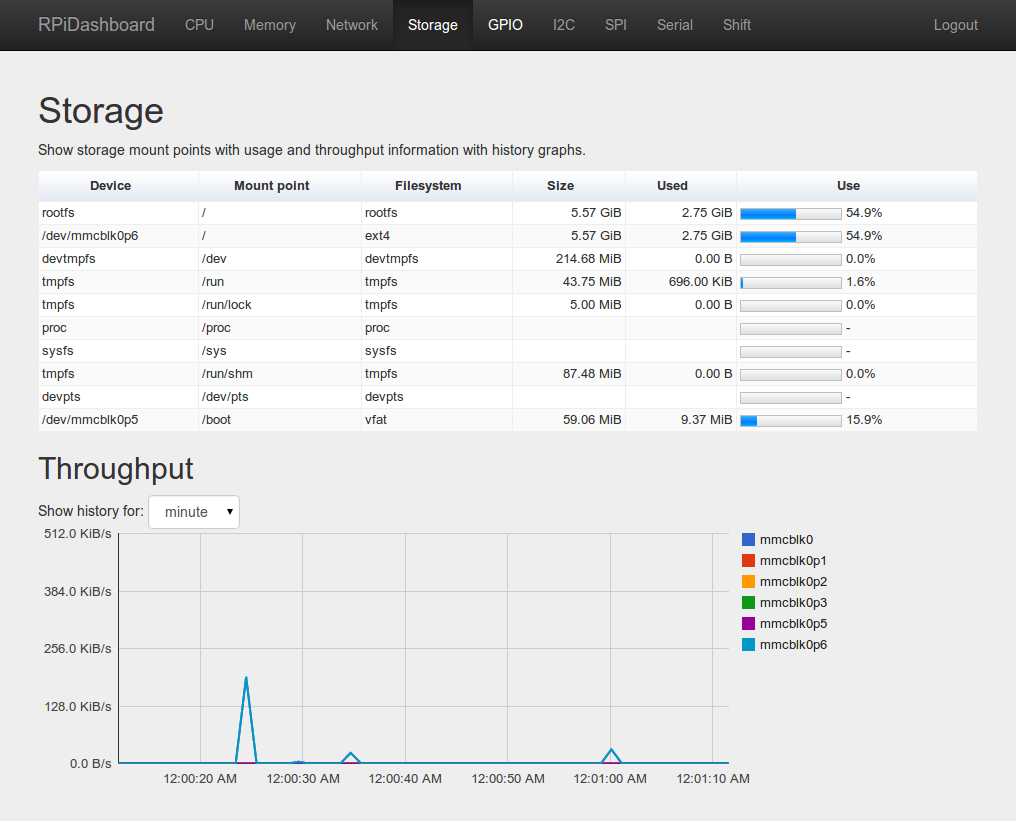 RPiDashboard CPU Memory Network Storage GPIO I2C SPI Serial Shift Logout
Storage
Show storage mount points with usage and throughput information with history graphs.
Device Mount point Filesystem Size Used Use
rootfs / rootfs 5.57 GiB 2.75 GiB 54.9%
/dev/mmcblk0p6 / ext4 5.57 GiB 2.75 GiB 54.9%
devtmpfs /dev devtmpfs 214.68 MiB 0.00 B 0.0%
tmpfs /run tmpfs 43.75 MiB 696.00 KiB 1.6%
tmpfs /run/lock tmpfs 5.00 MiB 0.00 B 0.0%
proc /proc proc -
sysfs /sys sysfs -
tmpfs /run/shm tmpfs 87.48 MiB 0.00 B 0.0%
devpts /dev/pts devpts -
/dev/mmcblk0p5 /boot vfat 59.06 MiB 9.37 MiB 15.9%
Throughput
Show history for: minute
512.0 KiB/s
384.0 KiB/s
256.0 KiB/s
128.0 KiB/s
0.0 B/s
12:00:20 AM 12:00:30 AM 12:00:40 AM 12:00:50 AM 12:01:00 AM 12:01:10 AM
mmcblk0
mmcblk0p1
mmcblk0p2
mmcblk0p3
mmcblk0p5
mmcblk0p6